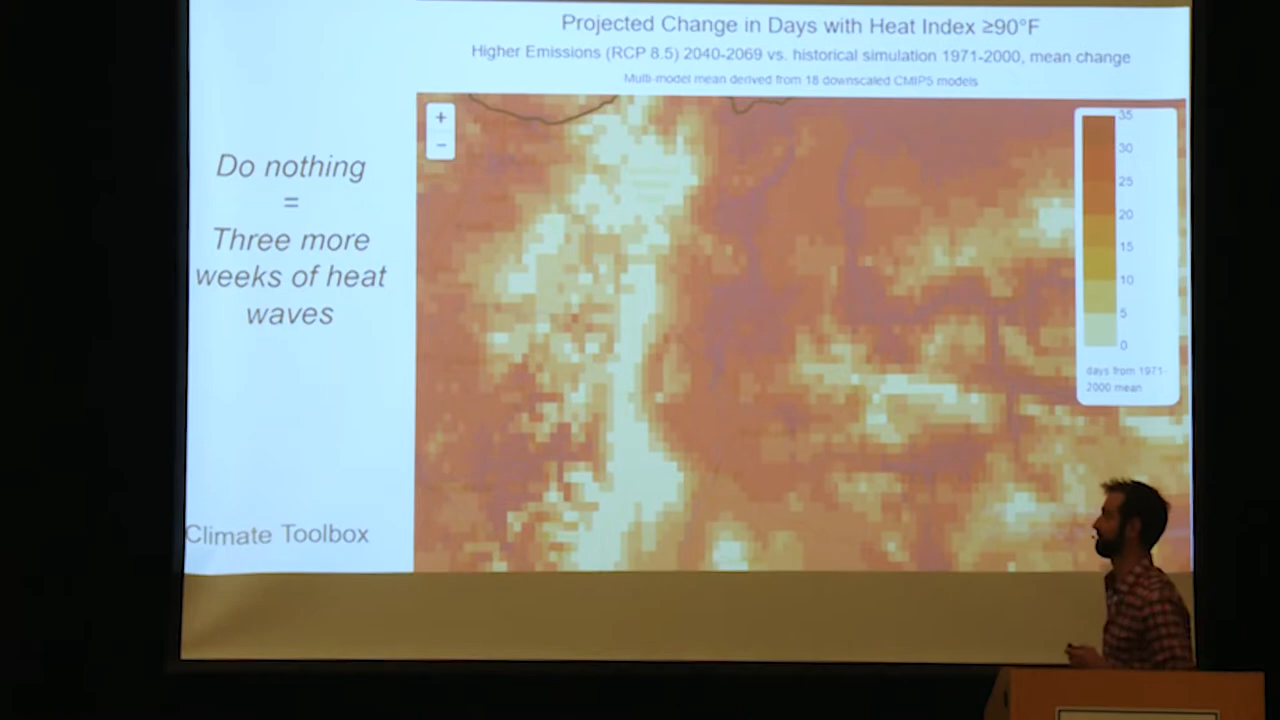 Projected Change in Days with Heat Index ≥90°F
Higher Emissions (RCP 8.5) 2040-2069 vs. historical simulation 1971-2000, mean change
Multi-model mean derived from 18 downscaled CMIP5 models
Do nothing
=
Three more
weeks of heat
waves
Climate Toolbox
+
−
35
30
25
20
15
10
5
0
days from 1971-
2000 mean